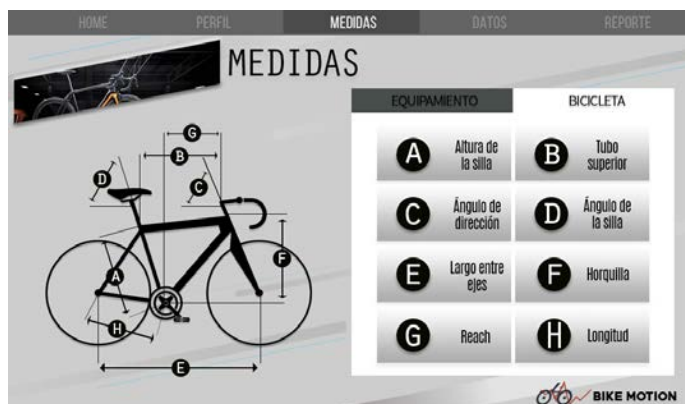 HOME PERFIL MEDIDAS DATOS REPORTE
MEDIDAS
EQUIPAMIENTO BICICLETA
G
B
D
C
A
F
H
E
A Altura de
la silla
B Tubo
superior
C Ángulo de
dirección
D Ángulo de
la silla
E Largo entre
ejes
F Horquilla
G Reach
H Longitud
BIKE MOTION